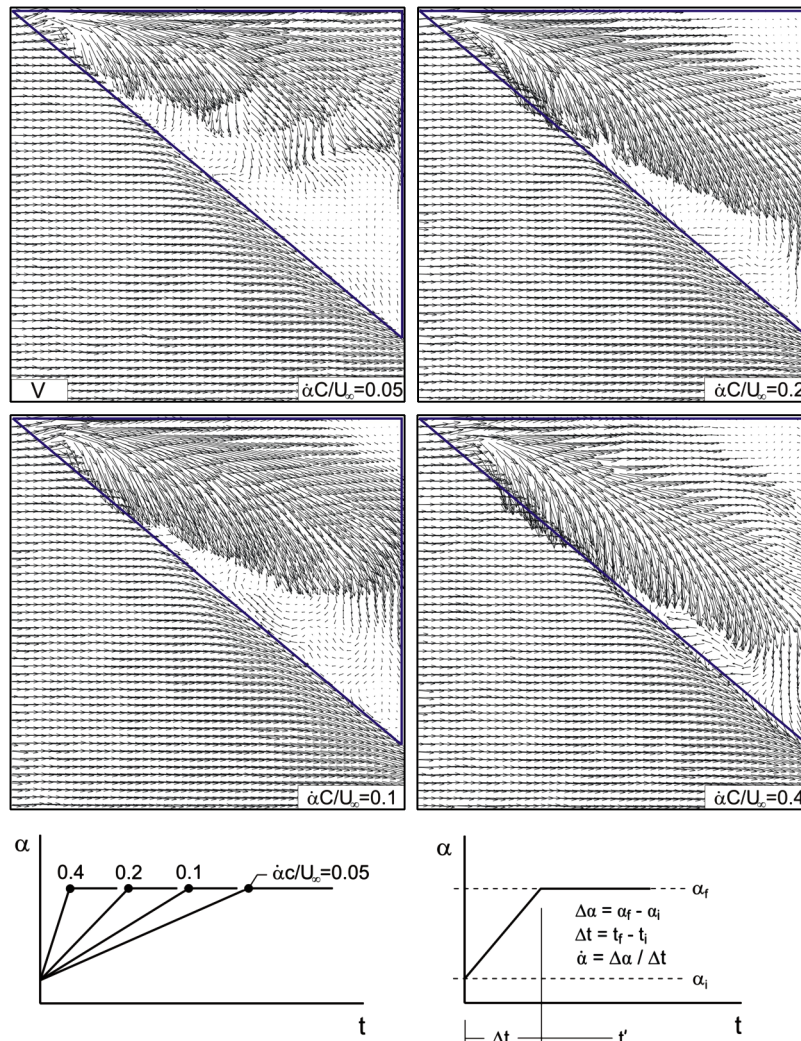 V
α̇C/U∞=0.05
α̇C/U∞=0.2
α̇C/U∞=0.1
α̇C/U∞=0.4
α
0.4 0.2 0.1 α̇c/U∞=0.05
t
α
αf
Δα = αf - αi
Δt = tf - ti
α̇ = Δα / Δt
αi
t
Δt t'